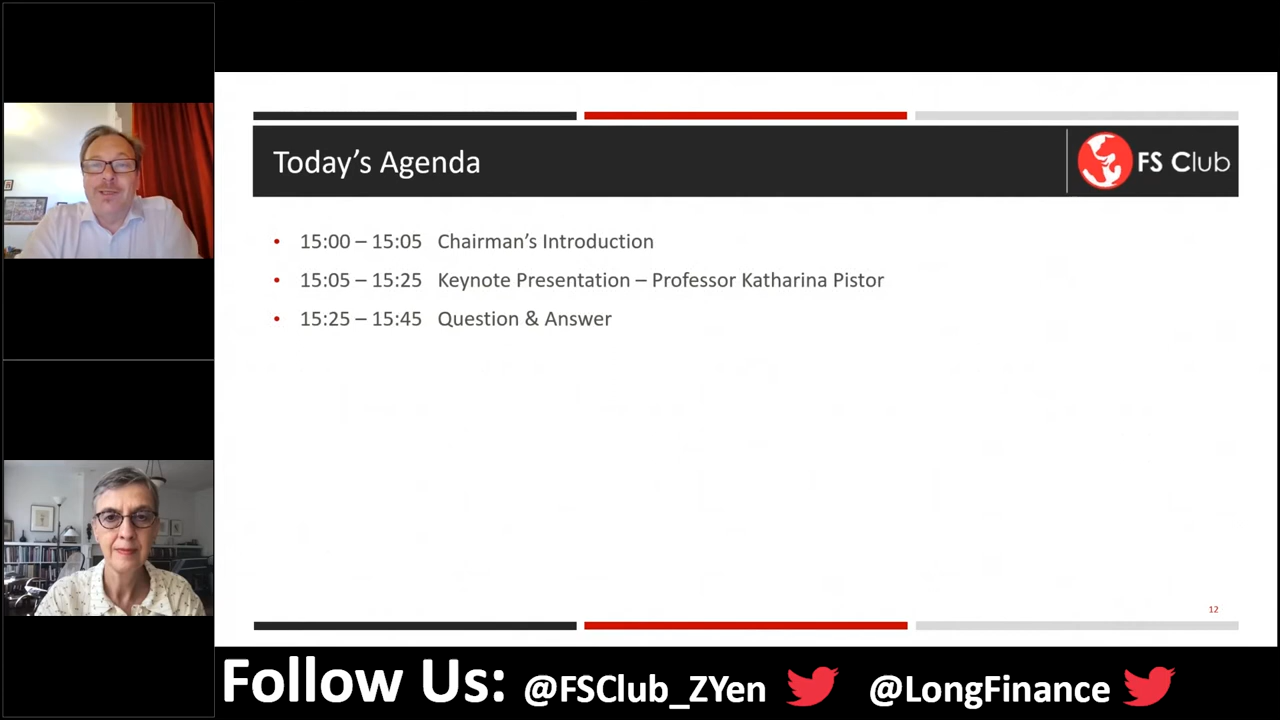 Today’s Agenda
FS Club
• 15:00 – 15:05 Chairman’s Introduction
• 15:05 – 15:25 Keynote Presentation – Professor Katharina Pistor
• 15:25 – 15:45 Question & Answer
12
Follow Us: @FSClub_ZYen @LongFinance